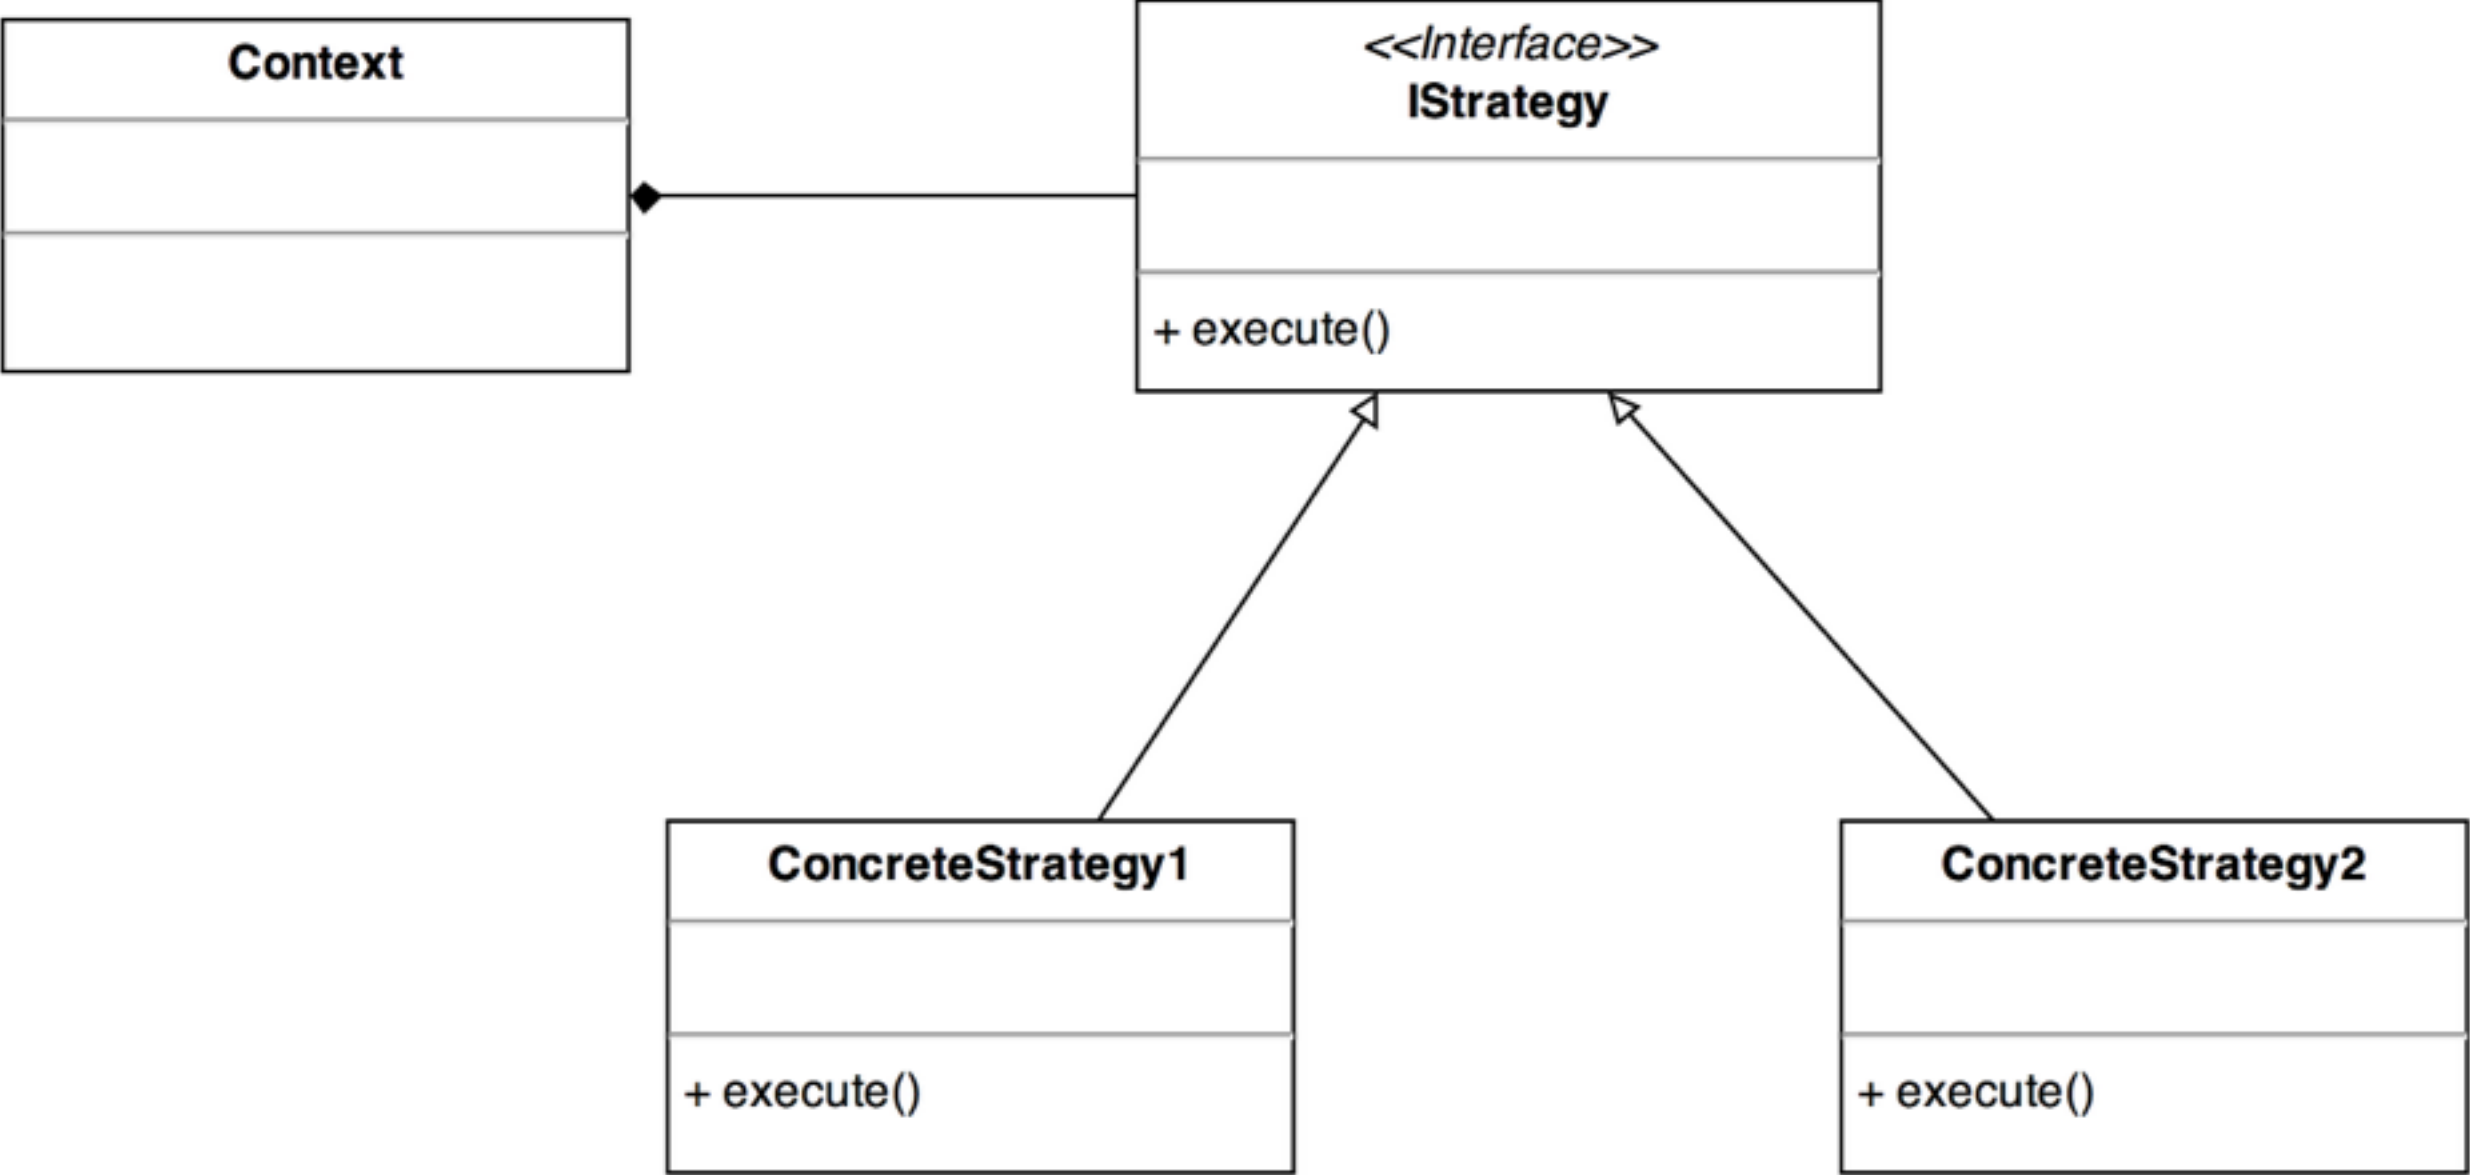 Context
<<Interface>>
IStrategy
+ execute()
ConcreteStrategy1
+ execute()
ConcreteStrategy2
+ execute()